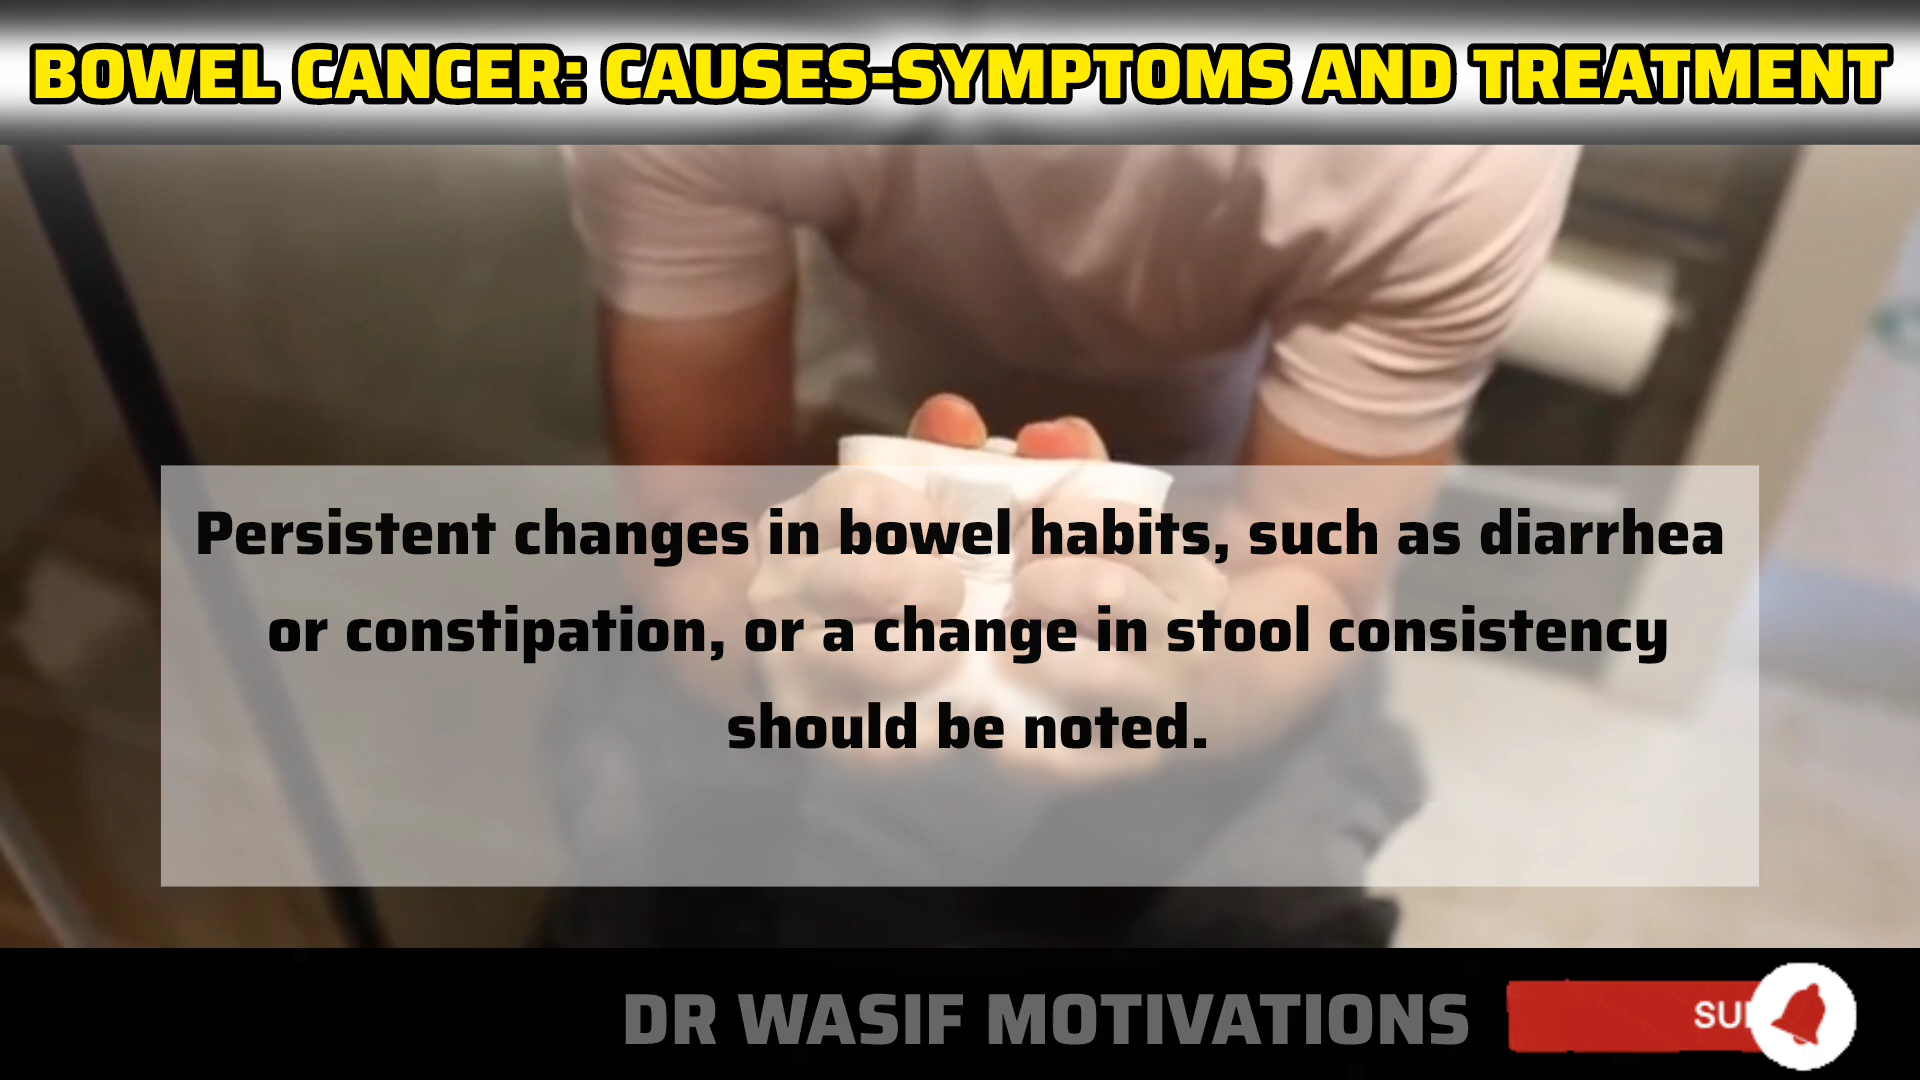 BOWEL CANCER: CAUSES-SYMPTOMS AND TREATMENT
Persistent changes in bowel habits, such as diarrhea
or constipation, or a change in stool consistency
should be noted.
DR WASIF MOTIVATIONS